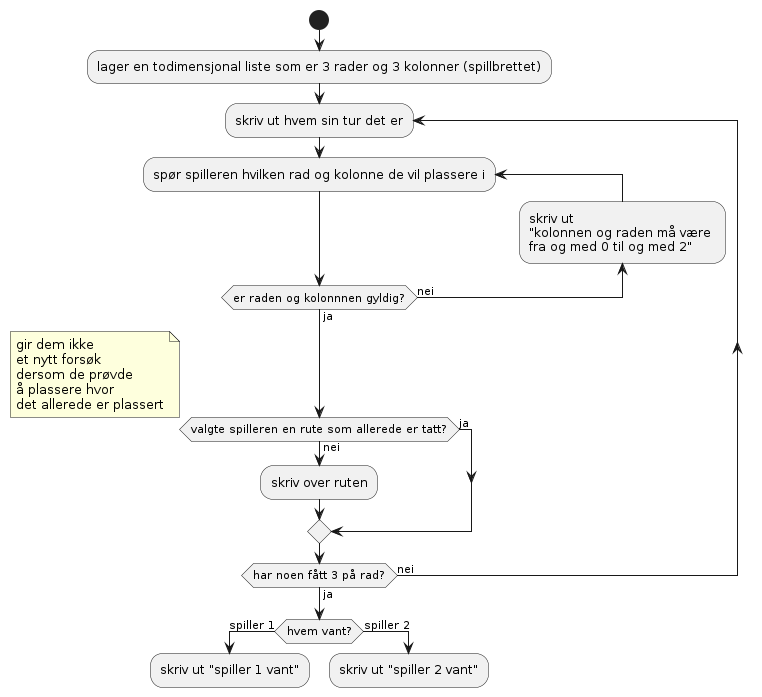 lager en todimensjonal liste som er 3 rader og 3 kolonner (spillbrettet)
skriv ut hvem sin tur det er
spør spilleren hvilken rad og kolonne de vil plassere i
skriv ut
"kolonnen og raden må være
fra og med 0 til og med 2"
er raden og kolonnnen gyldig?
nei
ja
gir dem ikke
et nytt forsøk
dersom de prøvde
å plassere hvor
det allerede er plassert
valgte spilleren en rute som allerede er tatt?
ja
nei
skriv over ruten
har noen fått 3 på rad?
nei
ja
spiller 1
hvem vant?
spiller 2
skriv ut "spiller 1 vant"
skriv ut "spiller 2 vant"